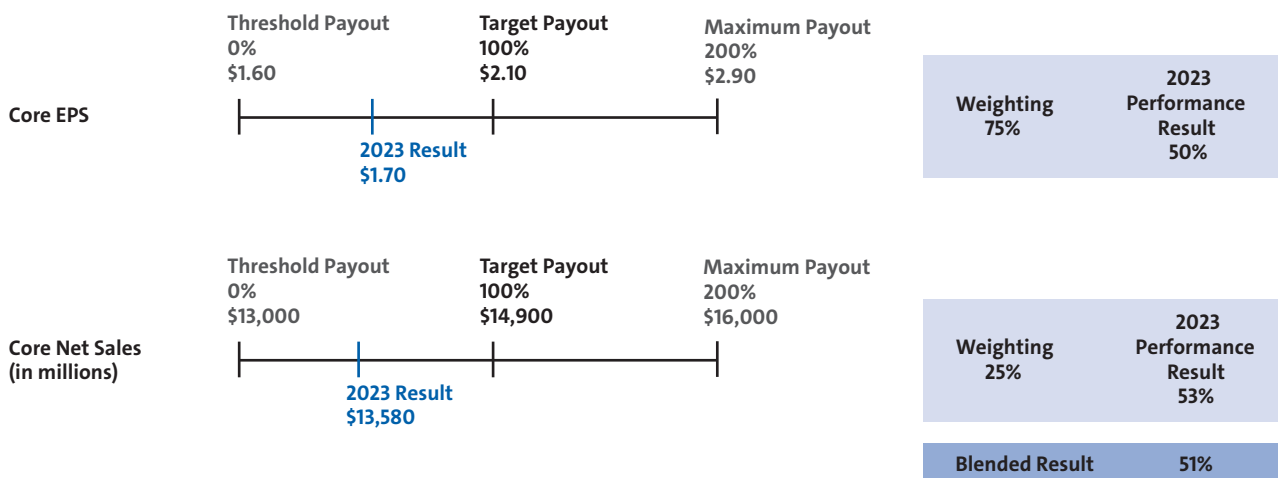 Threshold Payout
0%
$1.60
Target Payout
100%
$2.10
Maximum Payout
200%
$2.90
Core EPS
2023 Result
$1.70
Weighting
75%
2023
Performance
Result
50%
Threshold Payout
0%
$13,000
Target Payout
100%
$14,900
Maximum Payout
200%
$16,000
Core Net Sales
(in millions)
2023 Result
$13,580
Weighting
25%
2023
Performance
Result
53%
Blended Result 51%